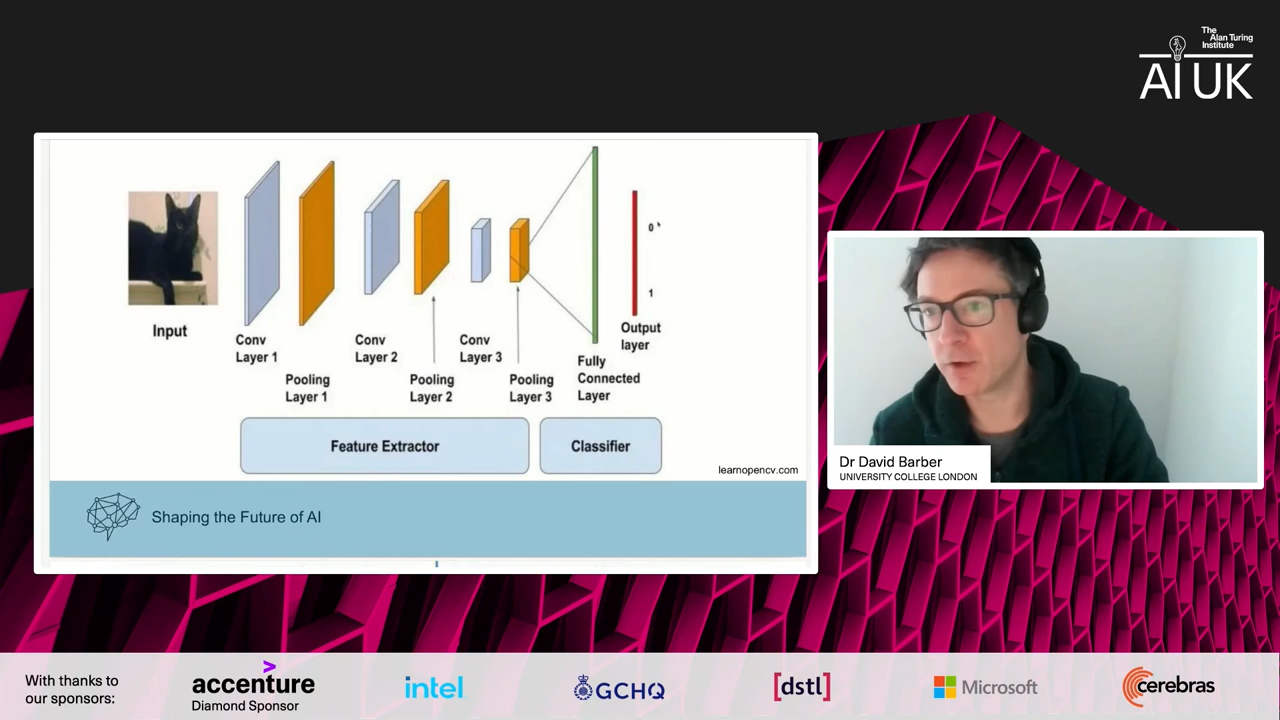 The
Alan Turing
Institute
AI UK
Input
Conv
Layer 1
Pooling
Layer 1
Conv
Layer 2
Pooling
Layer 2
Conv
Layer 3
Pooling
Layer 3
Fully
Connected
Layer
0
1
Output
layer
Feature Extractor
Classifier
learnopencv.com
Shaping the Future of AI
Dr David Barber
UNIVERSITY COLLEGE LONDON
With thanks to
our sponsors:
accenture
Diamond Sponsor
intel
GCHQ
[dstl]
Microsoft
cerebras